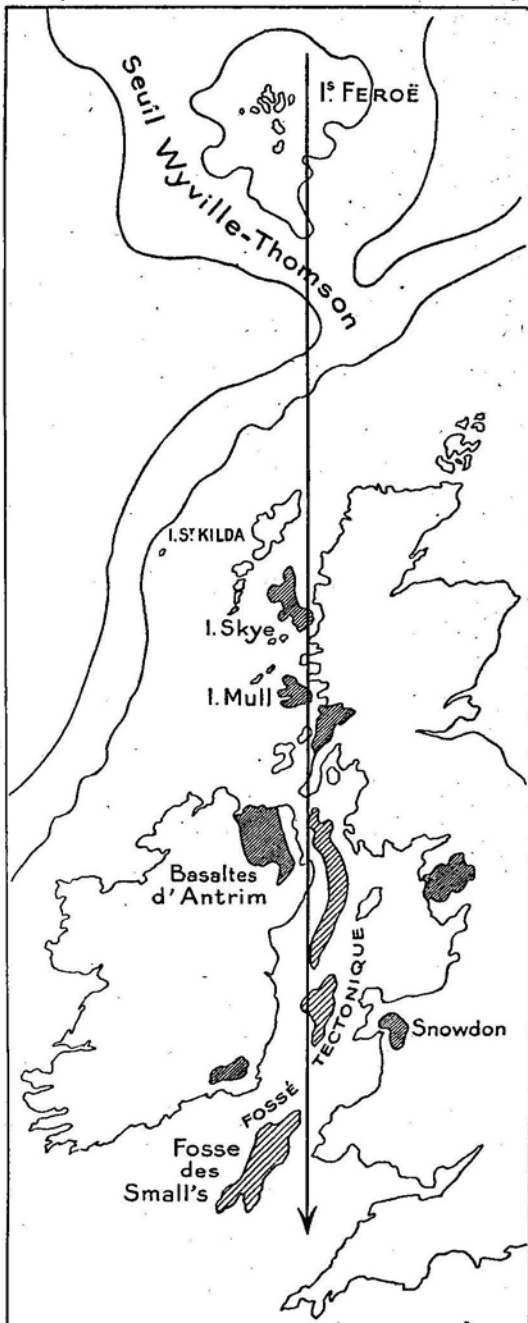 Iˢ. FEROË
Seuil Wyville-Thomson
I. Sᵀ KILDA
I. Skye
I. Mull
Basaltes
d'Antrim
FOSSÉ TECTONIQUE
Snowdon
Fosse
des
Small's